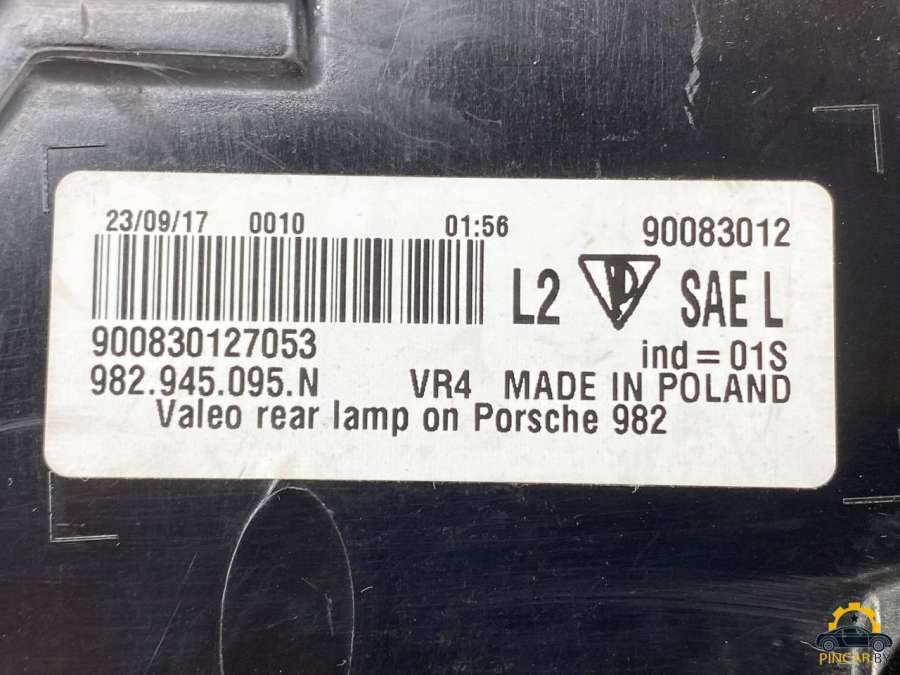 23/09/17 0010 01:56 90083012
L2 SAE L
900830127053 ind = 01S
982.945.095.N VR4 MADE IN POLAND
Valeo rear lamp on Porsche 982
PINCAR.BY